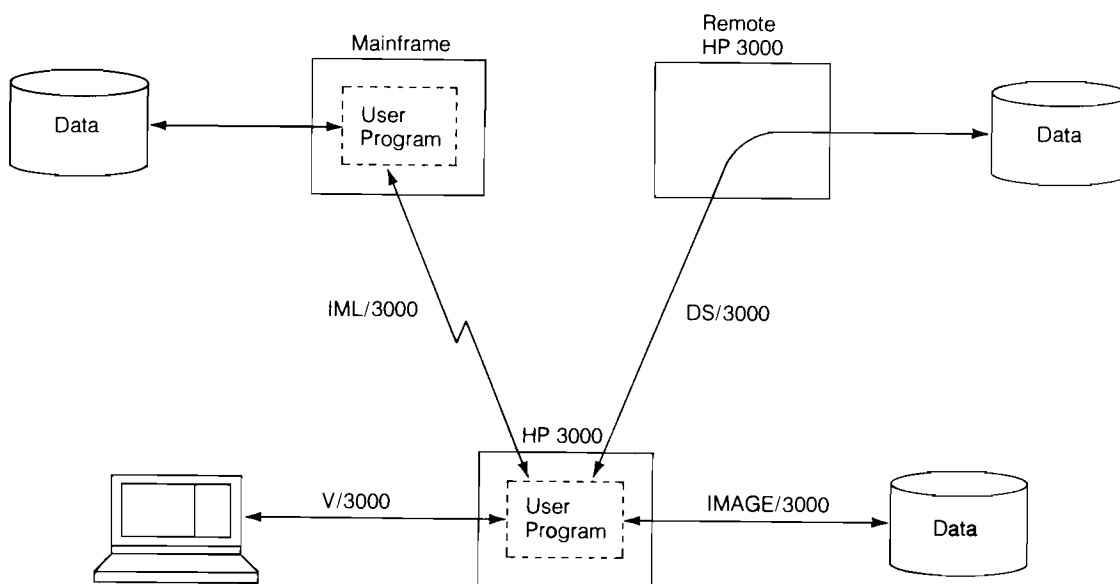 Remote
HP 3000
Mainframe
Data
User
Program
Data
IML/3000
DS/3000
HP 3000
V/3000
User
Program
IMAGE/3000
Data